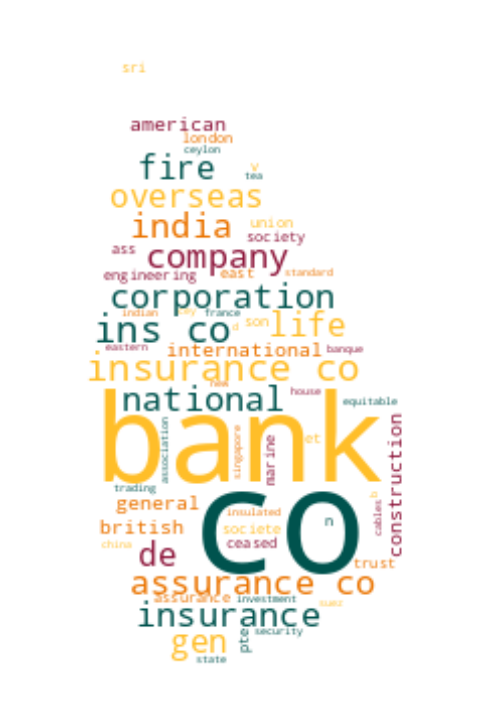 sri
american
london
ceylon
fire
v
tea
overseas
india
union
society
ass
company
engineering
east
standard
corporation
indian
france
son
life
ins co
d
eastern
international
banque
insurance co
new
house
national
equitable
bank
association
singapore
marine
et
construction
trading
general
co
b
cables
insulated
n
british
societe
china
de
ceased
trust
assurance co
assurance
investment
suez
insurance
gen
pte
security
state